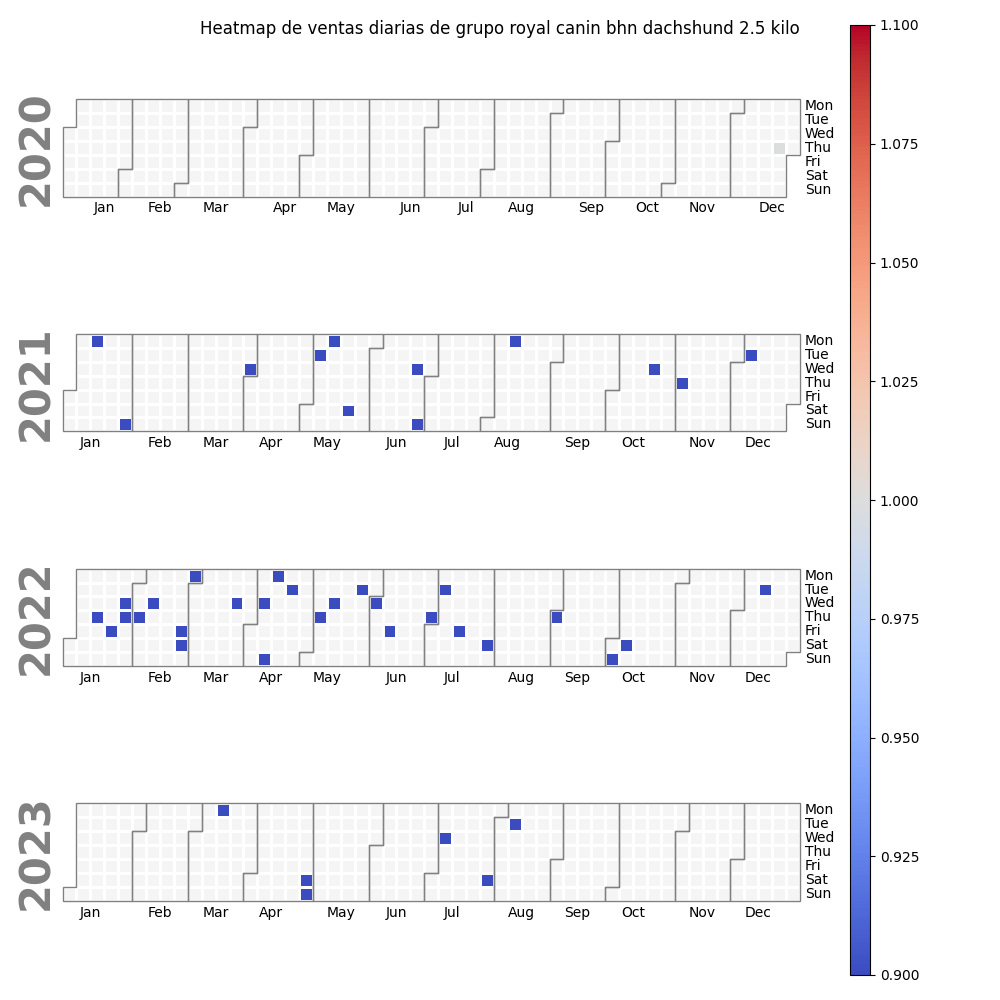 Heatmap de ventas diarias de grupo royal canin bhn dachshund 2.5 kilo
2020
Mon
Tue
Wed
Thu
Fri
Sat
Sun
Jan Feb Mar Apr May Jun Jul Aug Sep Oct Nov Dec
2021
Mon
Tue
Wed
Thu
Fri
Sat
Sun
Jan Feb Mar Apr May Jun Jul Aug Sep Oct Nov Dec
2022
Mon
Tue
Wed
Thu
Fri
Sat
Sun
Jan Feb Mar Apr May Jun Jul Aug Sep Oct Nov Dec
2023
Mon
Tue
Wed
Thu
Fri
Sat
Sun
Jan Feb Mar Apr May Jun Jul Aug Sep Oct Nov Dec
1.100
1.075
1.050
1.025
1.000
0.975
0.950
0.925
0.900